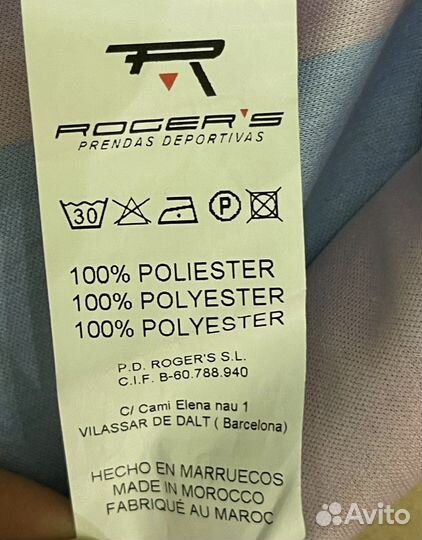 ROGER'S
PRENDAS DEPORTIVAS
30 P
100% POLIESTER
100% POLYESTER
100% POLYESTER
P.D. ROGER'S S.L.
C.I.F. B-60.788.940
C/ Cami Elena nau 1
VILASSAR DE DALT ( Barcelona)
HECHO EN MARRUECOS
MADE IN MOROCCO
FABRIQUÉ AU MAROC
Avito